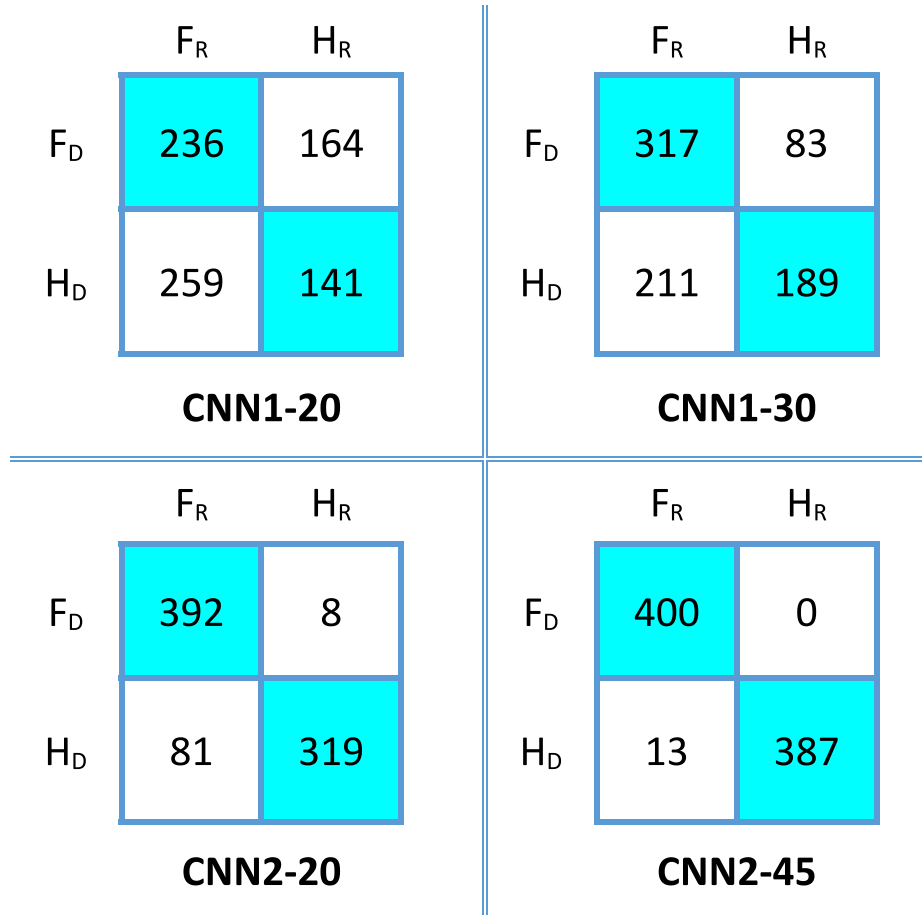 F_R H_R
F_D 236 164
H_D 259 141
CNN1-20
F_R H_R
F_D 317 83
H_D 211 189
CNN1-30
F_R H_R
F_D 392 8
H_D 81 319
CNN2-20
F_R H_R
F_D 400 0
H_D 13 387
CNN2-45